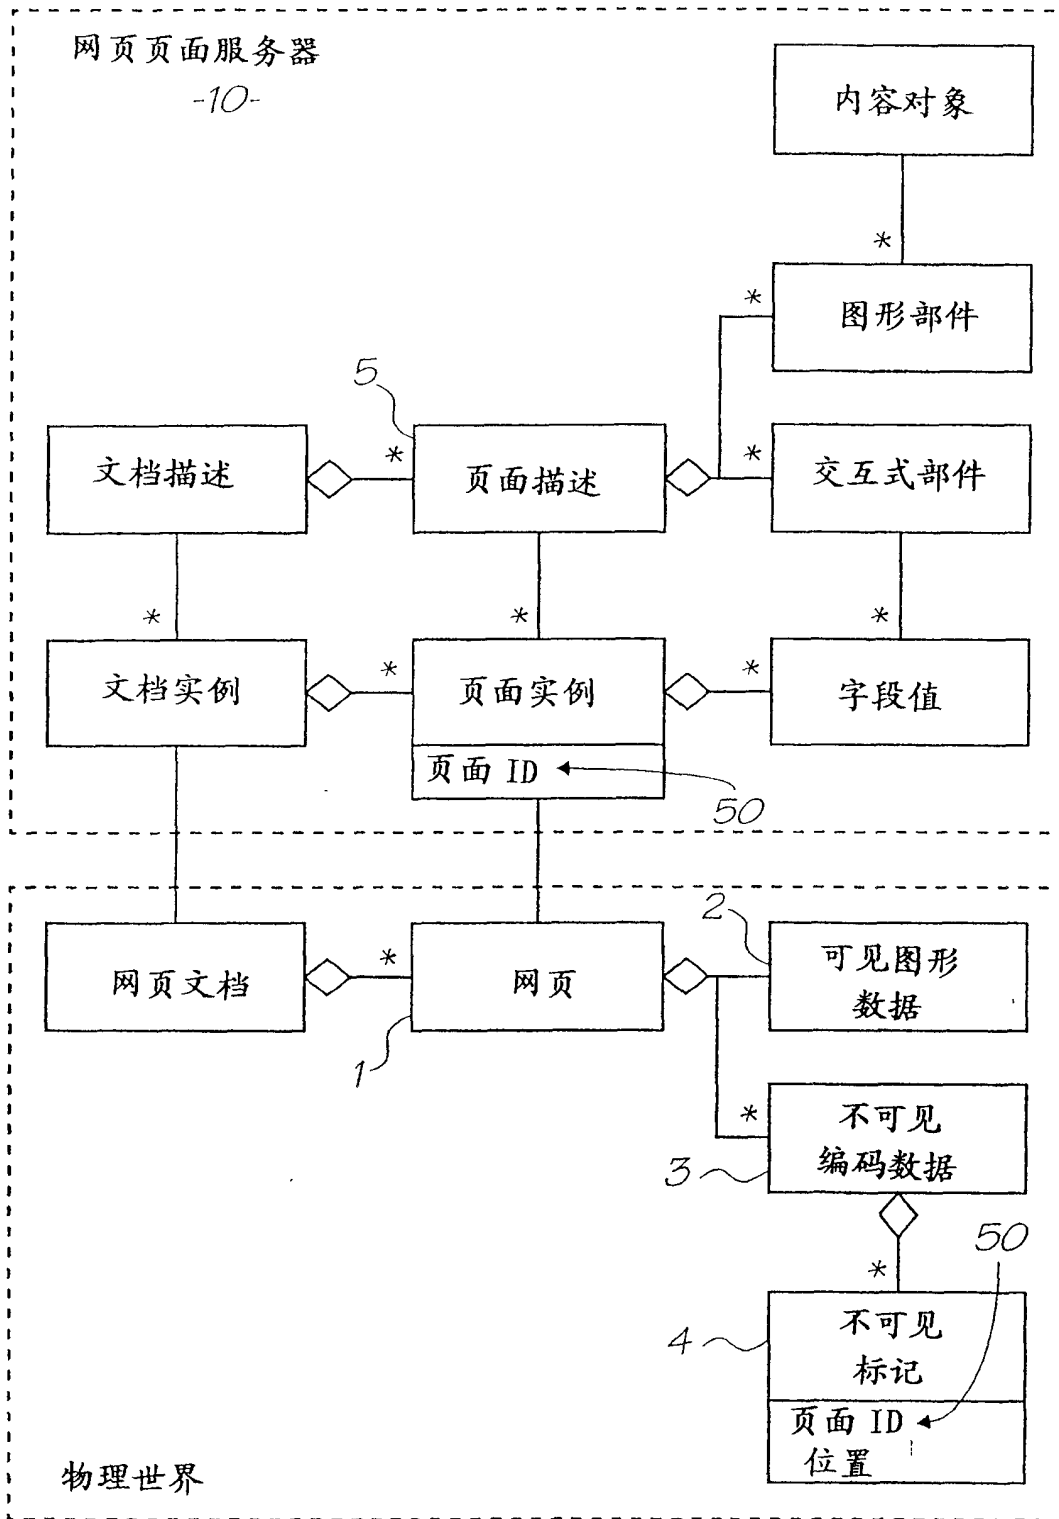 网页页面服务器
-10-
内容对象
*
图形部件
*
5
文档描述
*
页面描述
*
交互式部件
*
*
*
文档实例
*
页面实例
*
字段值
页面 ID
50
网页文档
*
网页
2
可见图形
数据
1
*
不可见
编码数据
3
50
*
4
不可见
标记
页面 ID
位置
物理世界